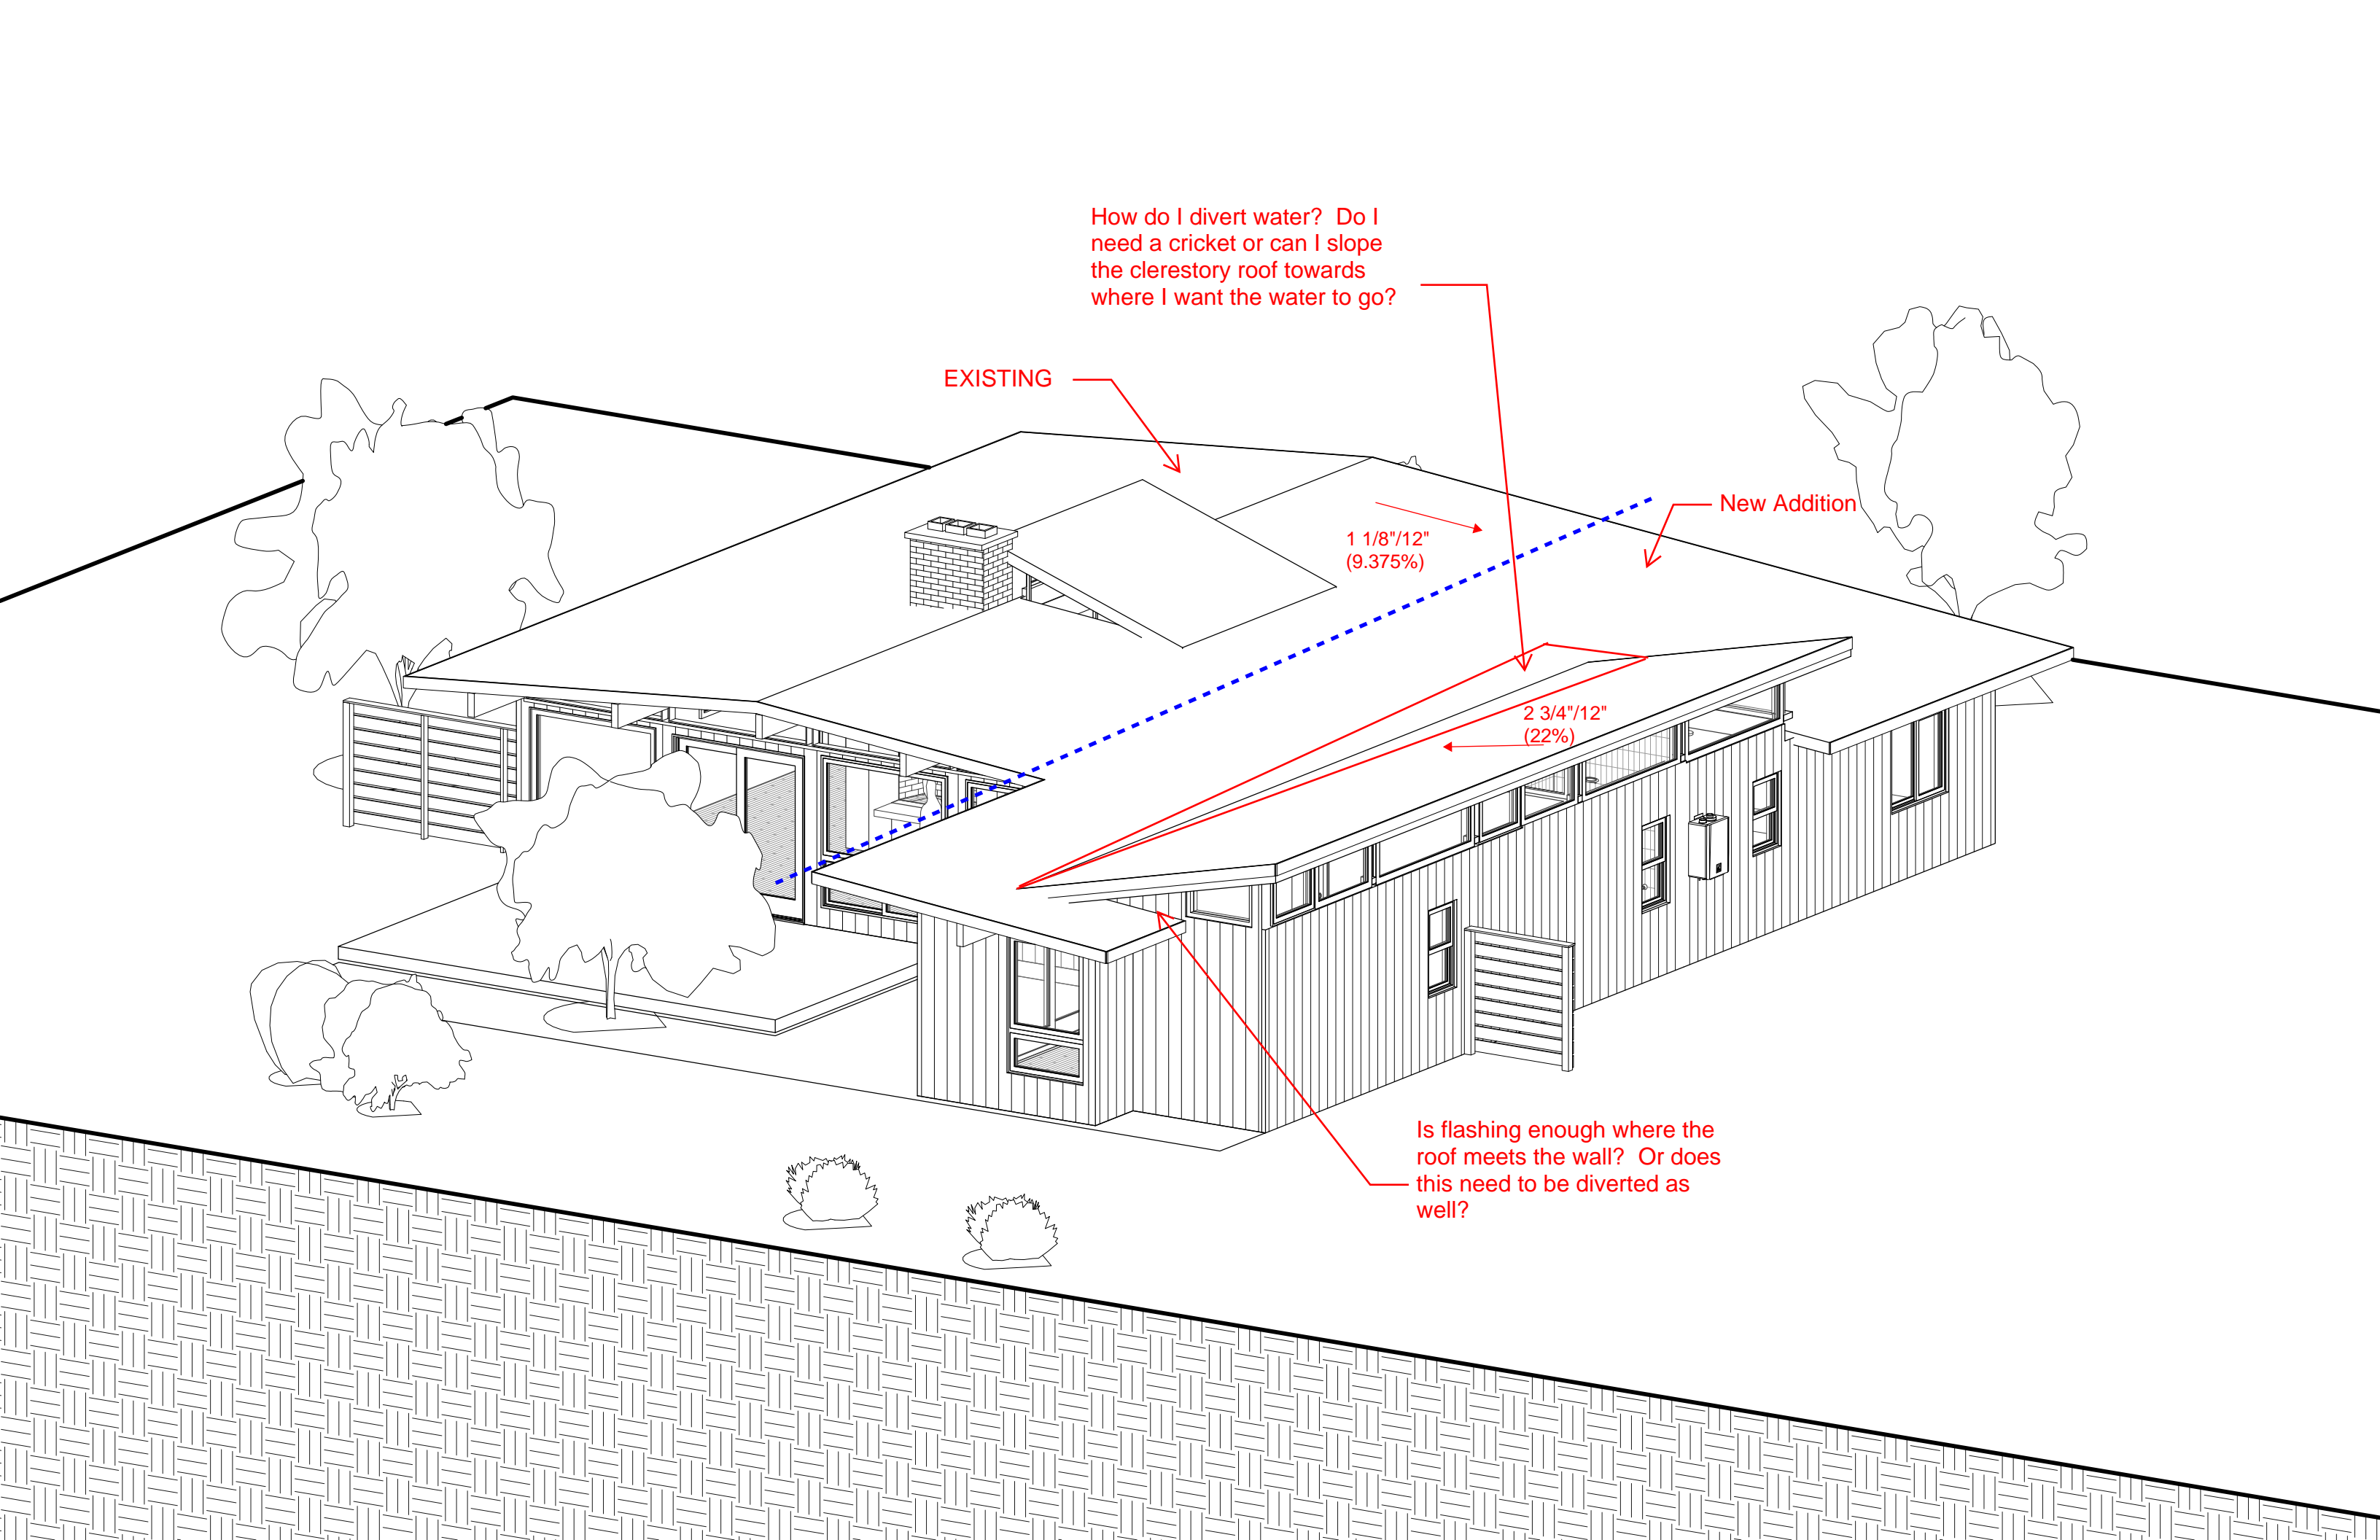 How do I divert water?  Do I
need a cricket or can I slope
the clerestory roof towards
where I want the water to go?
EXISTING
New Addition
1 1/8"/12"
(9.375%)
2 3/4"/12"
(22%)
Is flashing enough where the
roof meets the wall?  Or does
this need to be diverted as
well?